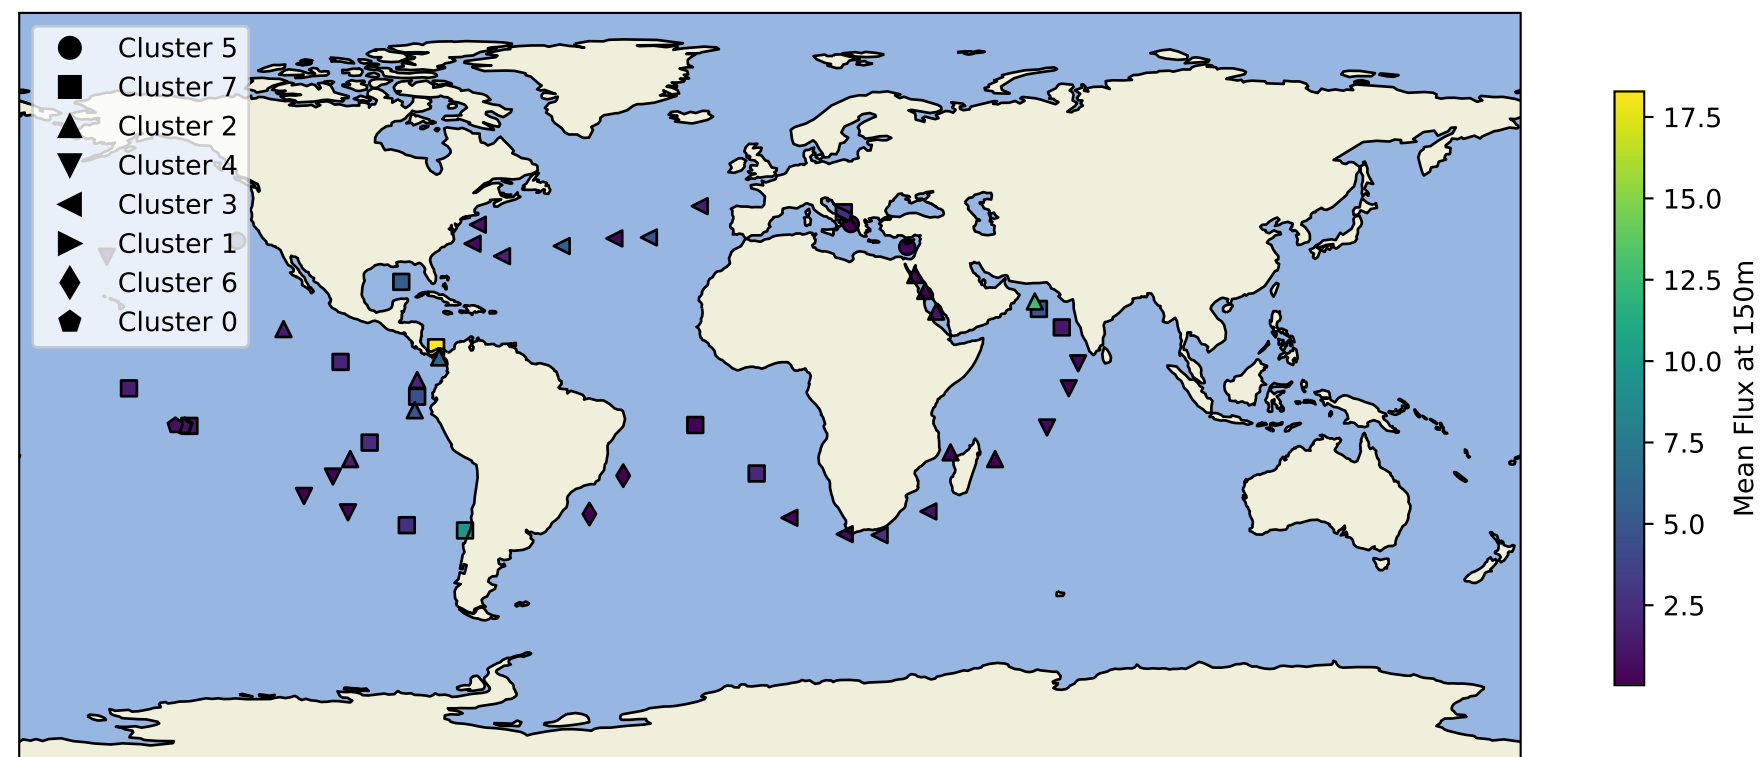 Cluster 5
Cluster 7
Cluster 2
Cluster 4
Cluster 3
Cluster 1
Cluster 6
Cluster 0
17.5
15.0
12.5
10.0
7.5
5.0
2.5
Mean Flux at 150m